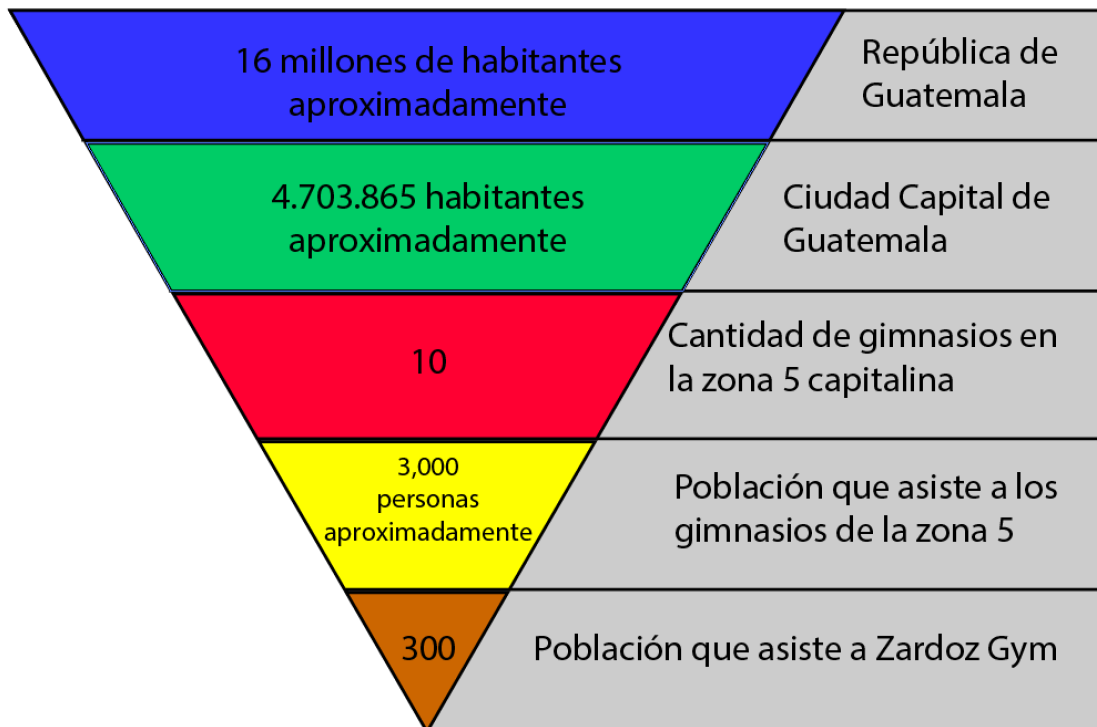 16 millones de habitantes
aproximadamente
República de
Guatemala
4.703.865 habitantes
aproximadamente
Ciudad Capital de
Guatemala
10
Cantidad de gimnasios en
la zona 5 capitalina
3,000
personas
aproximadamente
Población que asiste a los
gimnasios de la zona 5
300
Población que asiste a Zardoz Gym